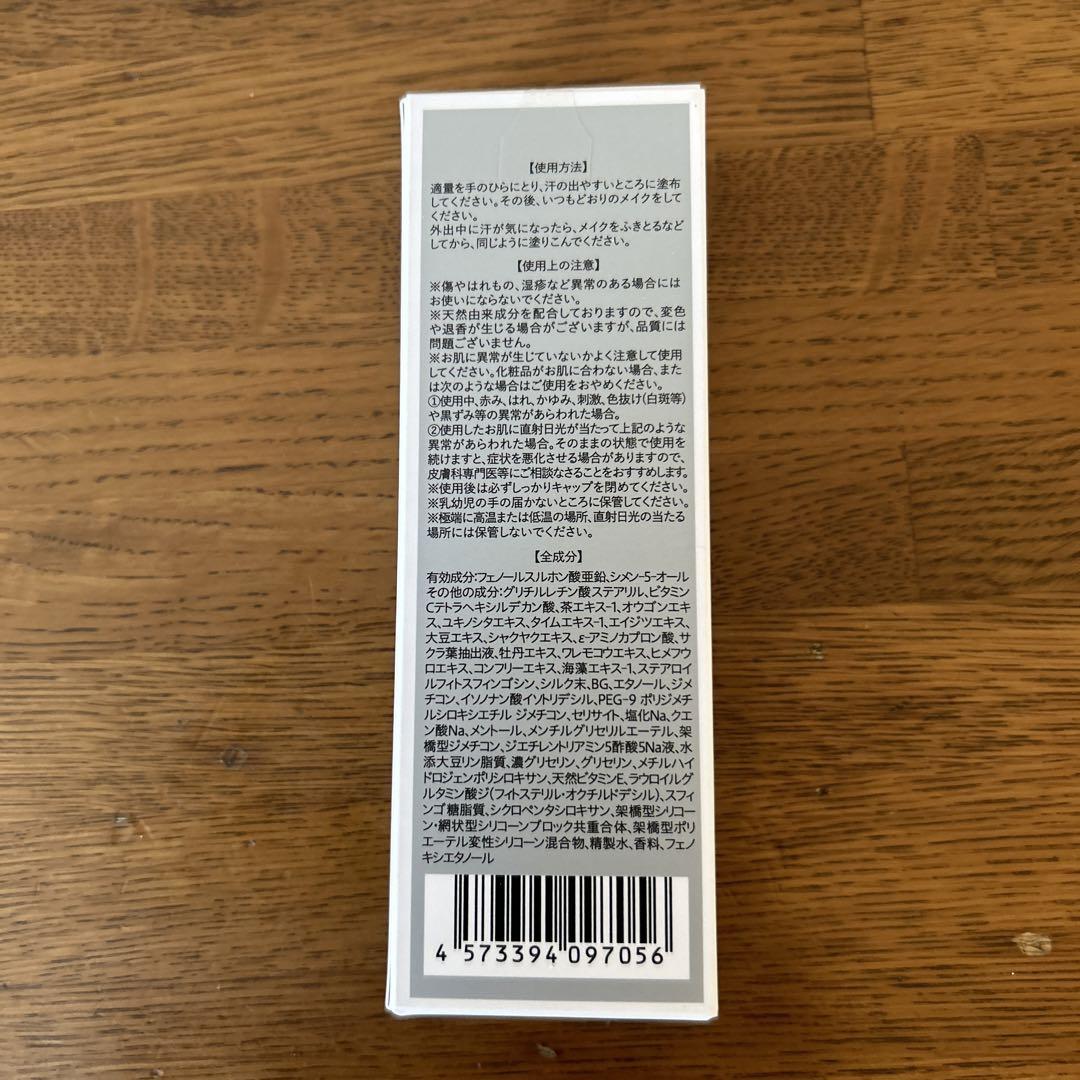 【使用方法】
適量を手のひらにとり、汗の出やすいところに塗布
してください。その後、いつもどおりのメイクをして
ください。
外出中に汗が気になったら、メイクをふきとるなど
してから、同じように塗りこんでください。
【使用上の注意】
※傷やはれもの、湿疹など異常のある場合には
お使いにならないでください。
※天然由来成分を配合しておりますので、変色
や退香が生じる場合がございますが、品質には
問題ございません。
※お肌に異常が生じていないかよく注意して使用
してください。化粧品がお肌に合わない場合、また
は次のような場合はご使用をおやめください。
①使用中、赤み、はれ、かゆみ、刺激、色抜け(白斑等)
や黒ずみ等の異常があらわれた場合。
②使用したお肌に直射日光が当たって上記のような
異常があらわれた場合。そのままの状態で使用を
続けますと、症状を悪化させる場合がありますので、
皮膚科専門医等にご相談なさることをおすすめします。
※使用後は必ずしっかりキャップを閉めてください。
※乳幼児の手の届かないところに保管してください。
※極端に高温または低温の場所、直射日光の当たる
場所には保管しないでください。
【全成分】
有効成分:フェノールスルホン酸亜鉛、シメン-5-オール
その他の成分:グリチルレチン酸ステアリル、ビタミン
Cテトラヘキシルデカン酸、茶エキス-1、オウゴンエキ
ス、ユキノシタエキス、タイムエキス-1、エイジツエキス、
大豆エキス、シャクヤクエキス、ε-アミノカプロン酸、サ
クラ葉抽出液、牡丹エキス、ワレモコウエキス、ヒメフウ
ロエキス、コンフリーエキス、海藻エキス-1、ステアロイ
ルフィトスフィンゴシン、シルク末、BG、エタノール、ジメ
チコン、イソノナン酸イソトリデシル、PEG-9 ポリジメチ
ルシロキシエチル ジメチコン、セリサイト、塩化Na、クエ
ン酸Na、メントール、メンチルグリセリルエーテル、架
橋型ジメチコン、ジエチレントリアミン5酢酸5Na液、水
添大豆リン脂質、濃グリセリン、グリセリン、メチルハイ
ドロジェンポリシロキサン、天然ビタミンE、ラウロイルグ
ルタミン酸ジ(フィトステリル・オクチルドデシル)、スフィ
ンゴ糖脂質、シクロペンタシロキサン、架橋型シリコー
ン・網状型シリコーンブロック共重合体、架橋型ポリ
エーテル変性シリコーン混合物、精製水、香料、フェノ
キシエタノール
4 573394 097056